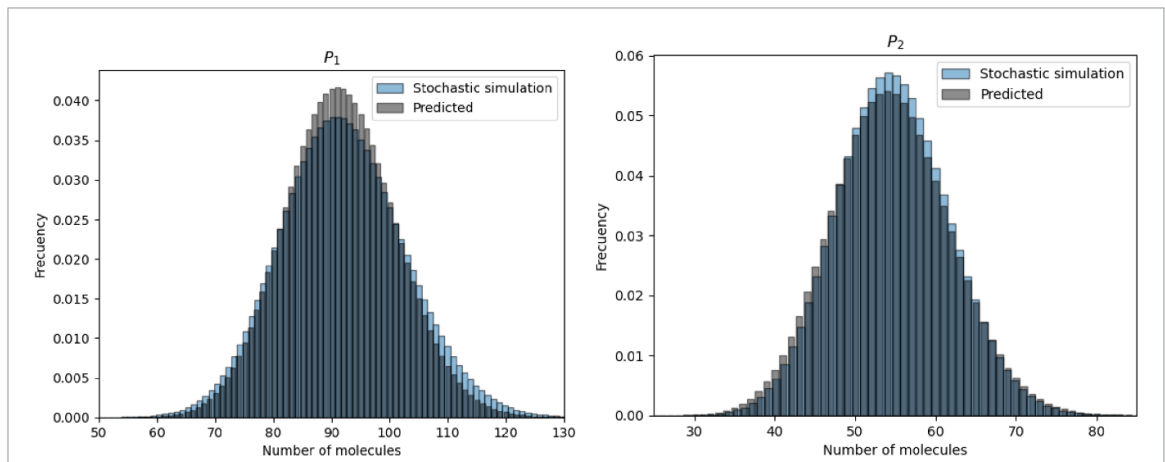 P1
Stochastic simulation
Predicted
0.040
0.035
0.030
0.025
0.020
0.015
0.010
0.005
0.000
Frecuency
50 60 70 80 90 100 110 120 130
Number of molecules
P2
Stochastic simulation
Predicted
0.06
0.05
0.04
0.03
0.02
0.01
0.00
Frecuency
30 40 50 60 70 80
Number of molecules